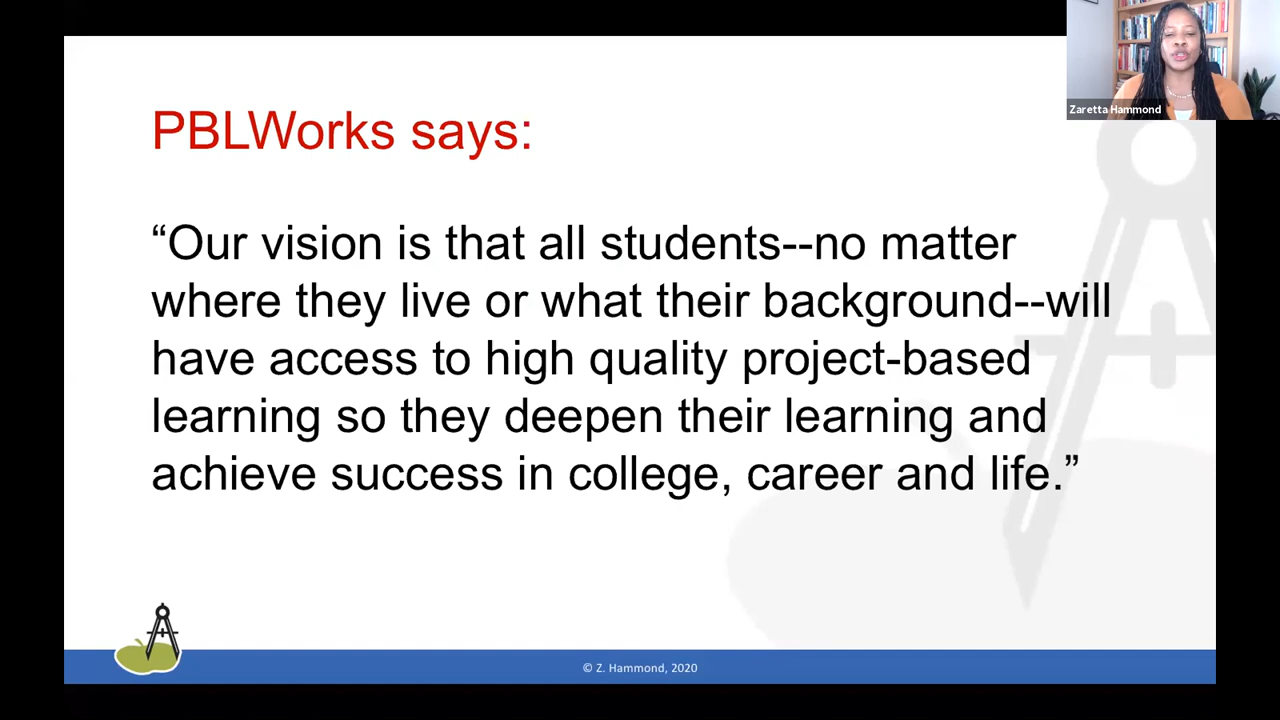 Zaretta Hammond
PBLWorks says:
“Our vision is that all students--no matter
where they live or what their background--will
have access to high quality project-based
learning so they deepen their learning and
achieve success in college, career and life.”
© Z. Hammond, 2020